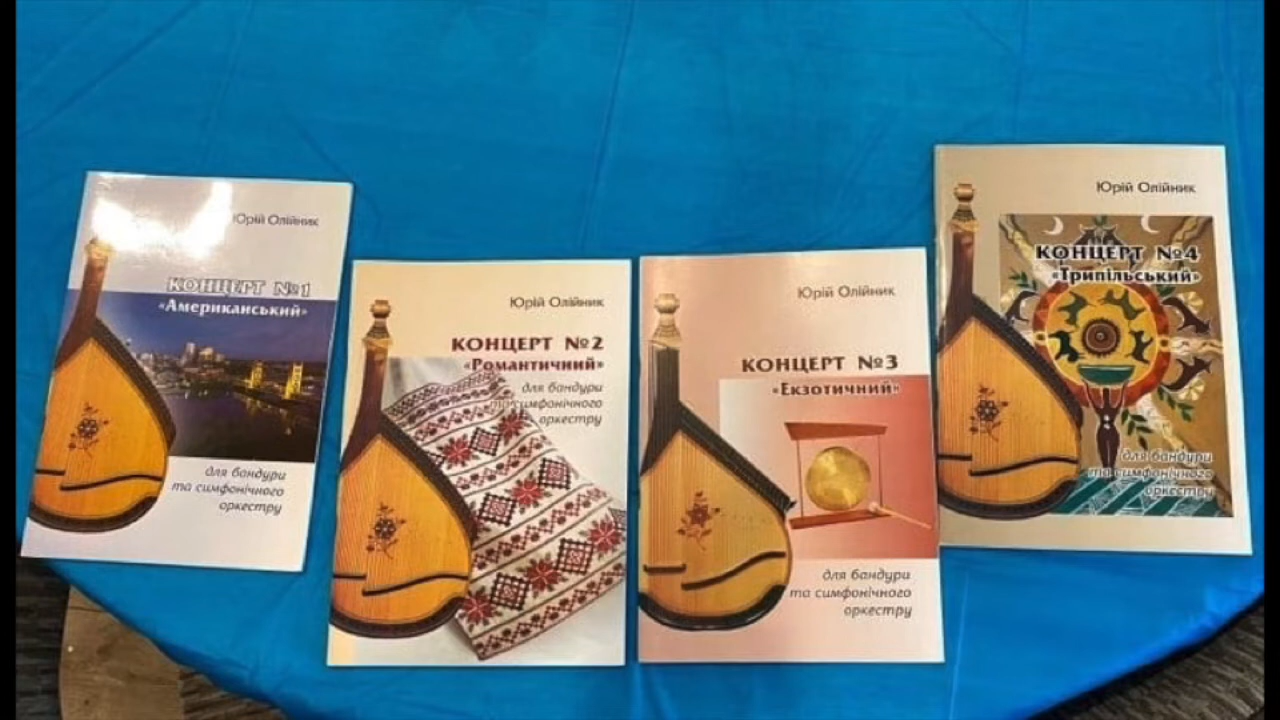 Юрій Олійник
КОНЦЕРТ №1
«Американський»
для бандури
та симфонічного
оркестру
Юрій Олійник
КОНЦЕРТ №2
«Романтичний»
для бандури
та симфонічного
оркестру
Юрій Олійник
КОНЦЕРТ №3
«Екзотичний»
для бандури
та симфонічного
оркестру
Юрій Олійник
КОНЦЕРТ №4
«Трипільський»
для бандури
та симфонічного
оркестру